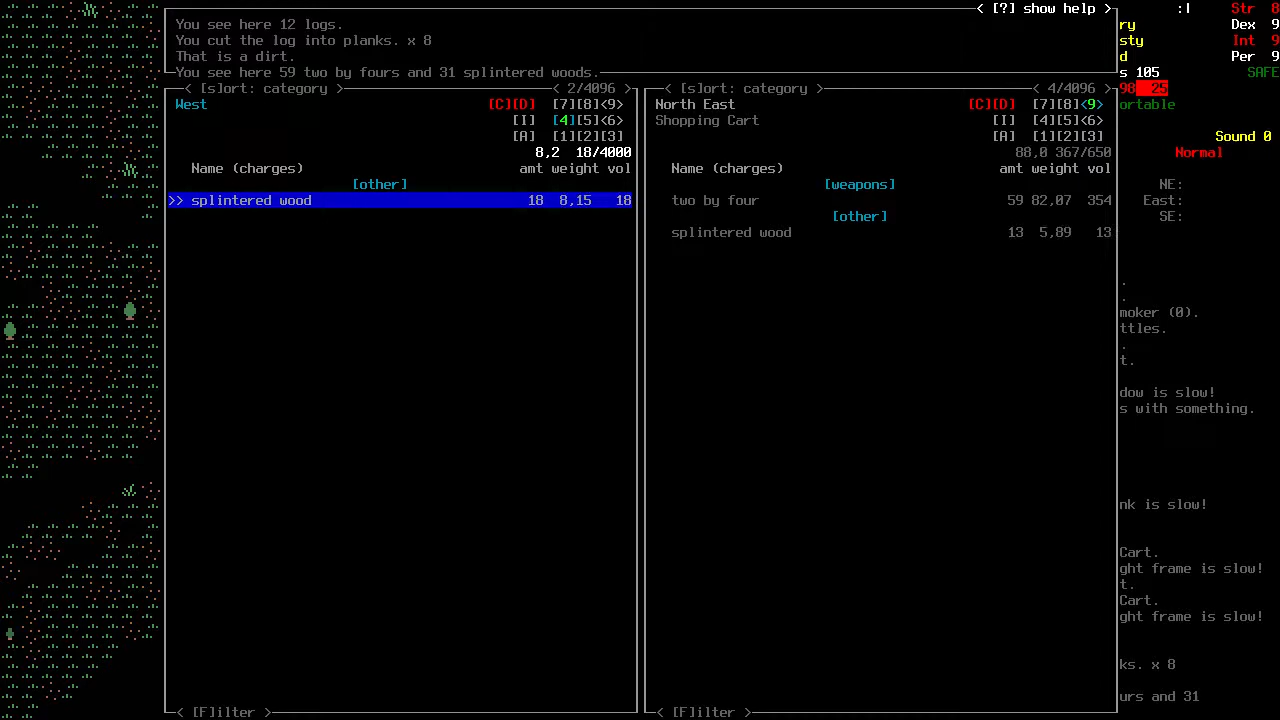 < [?] show help >
You see here 12 logs.
You cut the log into planks. x 8
That is a dirt.
You see here 59 two by fours and 31 splintered woods.
< [s]ort: category > < 2/4096 >
West [C][D] [7][8]<9>
[I] [4][5]<6>
[A] [1][2][3]
8,2 18/4000
Name (charges) amt weight vol
[other]
>> splintered wood 18 8,15 18
< [F]ilter >
< [s]ort: category > < 4/4096 >
North East [C][D] [7][8]<9>
Shopping Cart [I] [4][5]<6>
[A] [1][2][3]
88,0 367/650
Name (charges) amt weight vol
[weapons]
two by four 59 82,07 354
[other]
splintered wood 13 5,89 13
< [F]ilter >
:| Str 8
ry Dex 9
sty Int 9
d Per 9
s 105 SAFE
98 25
ortable
Sound 0
Normal
NE:
East:
SE:
.
.
moker (0).
ttles.
.
t.
dow is slow!
s with something.
nk is slow!
Cart.
ght frame is slow!
t.
Cart.
ght frame is slow!
ks. x 8
urs and 31